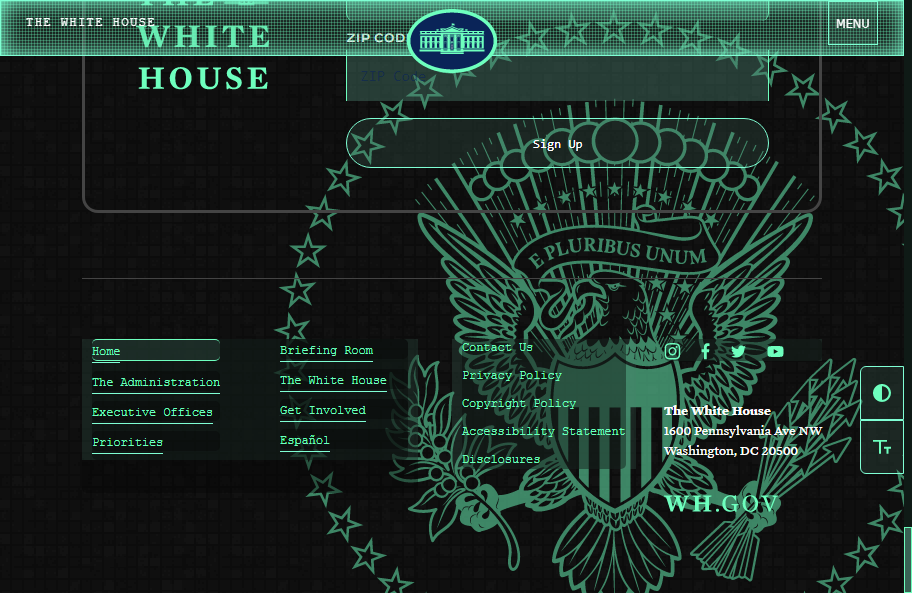 THE WHITE HOUSE
MENU
THE
WHITE
HOUSE
ZIP CODE
ZIP Code
Sign Up
E PLURIBUS UNUM
Home
The Administration
Executive Offices
Priorities
Briefing Room
The White House
Get Involved
Español
Contact Us
Privacy Policy
Copyright Policy
Accessibility Statement
Disclosures
The White House
1600 Pennsylvania Ave NW
Washington, DC 20500
WH.GOV